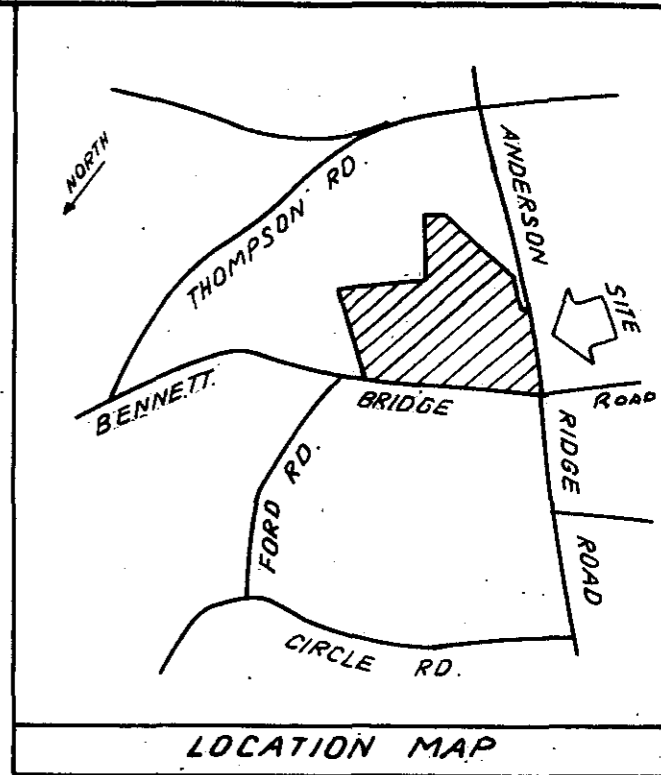 NORTH
THOMPSON RD.
ANDERSON
SITE
BENNETT.
BRIDGE
ROAD
RIDGE
FORD RD.
ROAD
CIRCLE RD.
LOCATION MAP